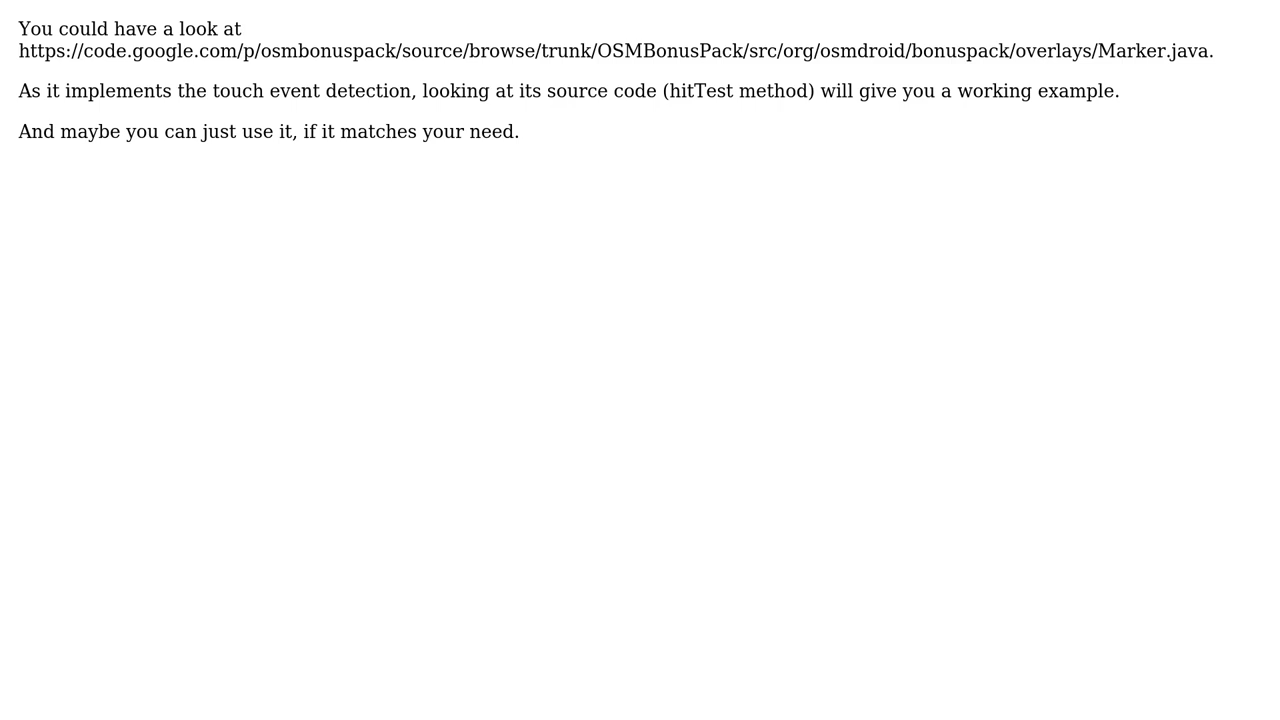 You could have a look at
https://code.google.com/p/osmbonuspack/source/browse/trunk/OSMBonusPack/src/org/osmdroid/bonuspack/overlays/Marker.java.
As it implements the touch event detection, looking at its source code (hitTest method) will give you a working example.
And maybe you can just use it, if it matches your need.